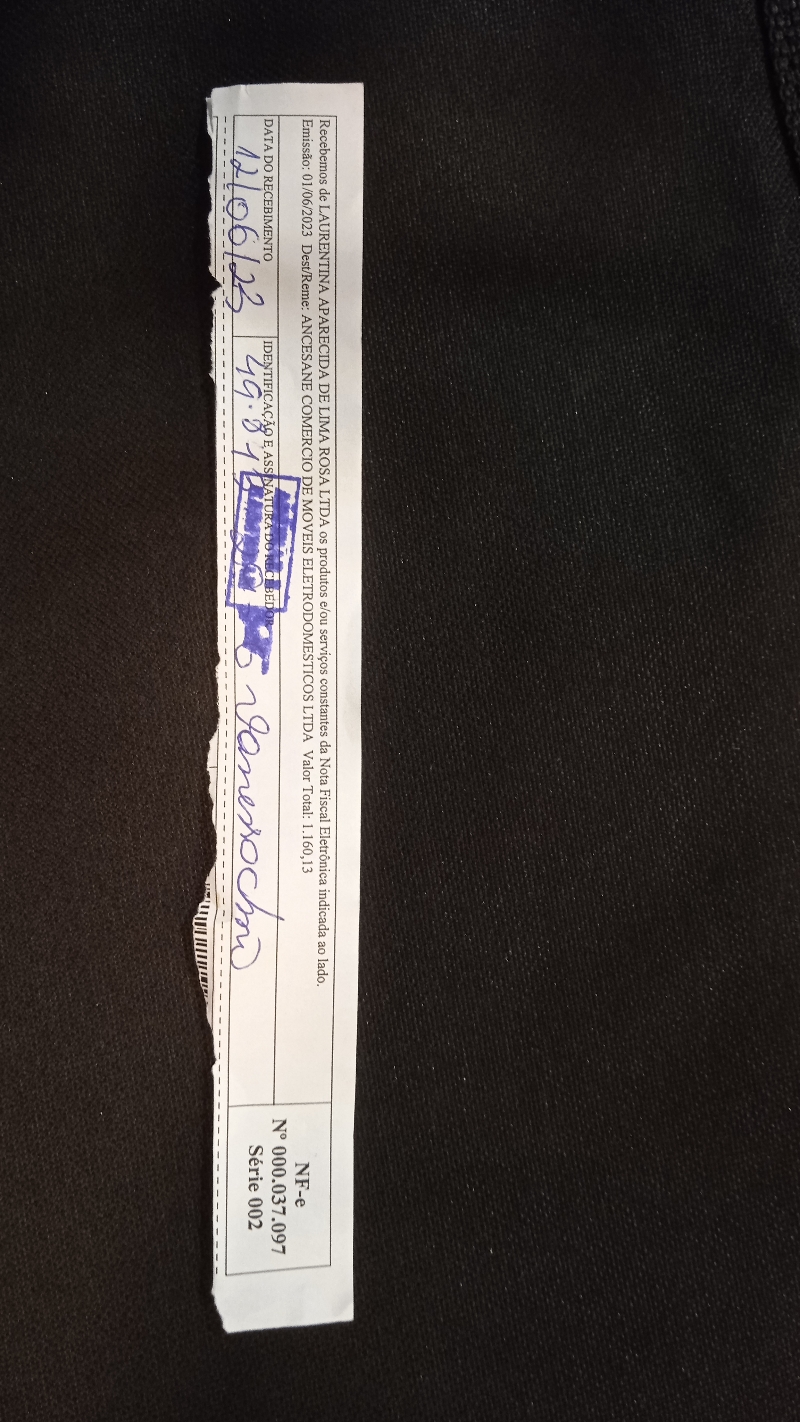 Recebemos de LAURENTINA APARECIDA DE LIMA ROSA LTDA os produtos e/ou serviços constantes da Nota Fiscal Eletrônica indicada ao lado.
Emissão: 01/06/2023 Dest/Reme: ANCESANE COMERCIO DE MOVEIS ELETRODOMESTICOS LTDA Valor Total: 1.160,13
DATA DO RECEBIMENTO
12/06/23
IDENTIFICAÇÃO E ASSINATURA DO RECEBEDOR
NF-e
Nº 000.037.097
Série 002